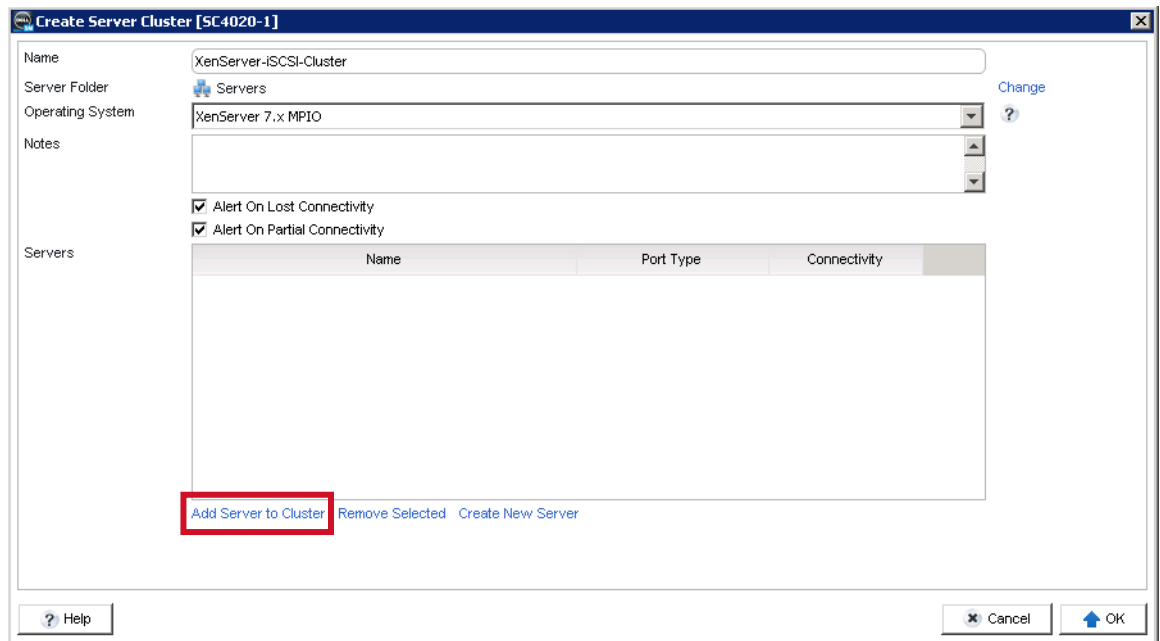 Create Server Cluster [SC4020-1]
Name
XenServer-iSCSI-Cluster
Server Folder
Servers
Change
Operating System
XenServer 7.x MPIO
?
Notes
Alert On Lost Connectivity
Alert On Partial Connectivity
Servers
Name Port Type Connectivity
Add Server to Cluster Remove Selected Create New Server
? Help
Cancel
OK